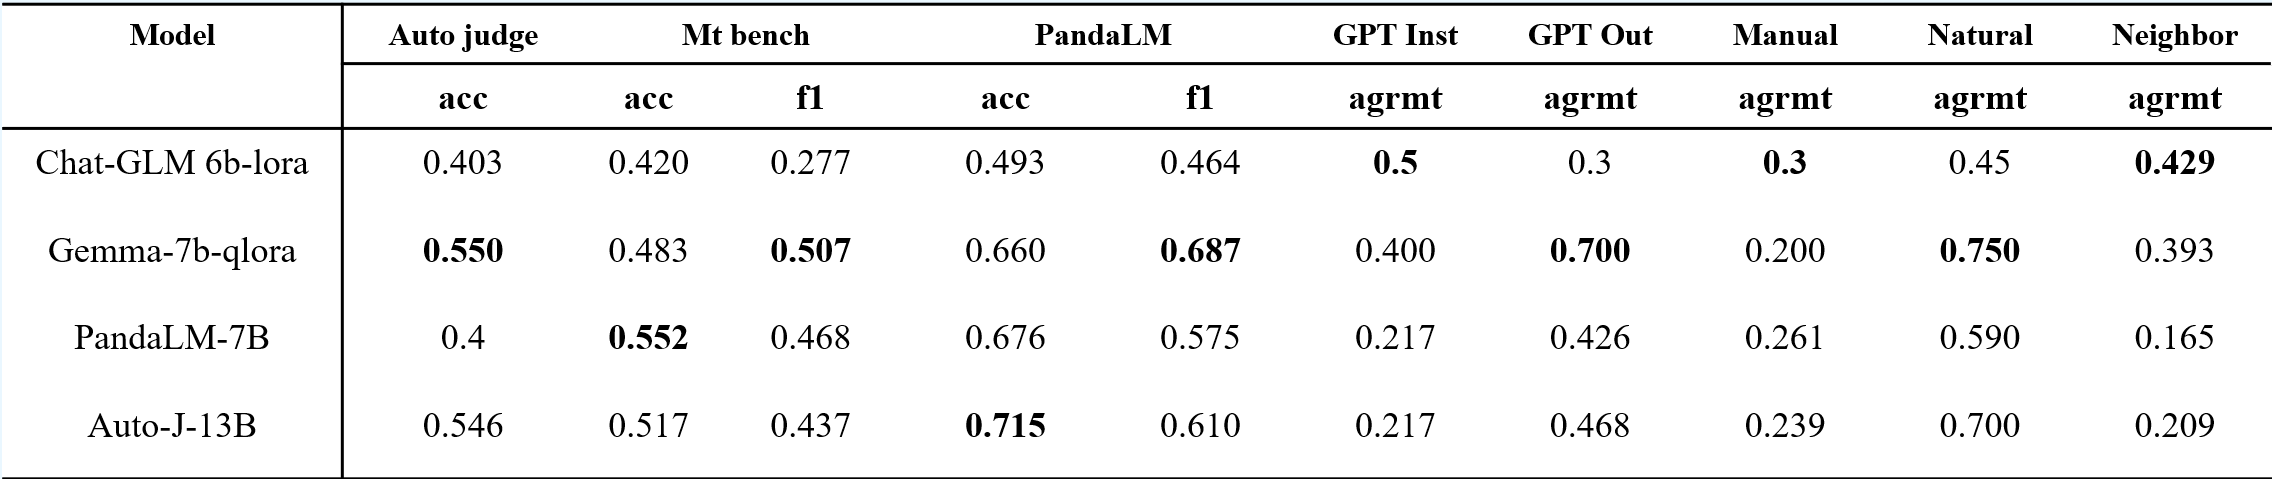 Model Auto judge Mt bench PandaLM GPT Inst GPT Out Manual Natural Neighbor
acc acc f1 acc f1 agrmt agrmt agrmt agrmt agrmt
Chat-GLM 6b-lora 0.403 0.420 0.277 0.493 0.464 0.5 0.3 0.3 0.45 0.429
Gemma-7b-qlora 0.550 0.483 0.507 0.660 0.687 0.400 0.700 0.200 0.750 0.393
PandaLM-7B 0.4 0.552 0.468 0.676 0.575 0.217 0.426 0.261 0.590 0.165
Auto-J-13B 0.546 0.517 0.437 0.715 0.610 0.217 0.468 0.239 0.700 0.209